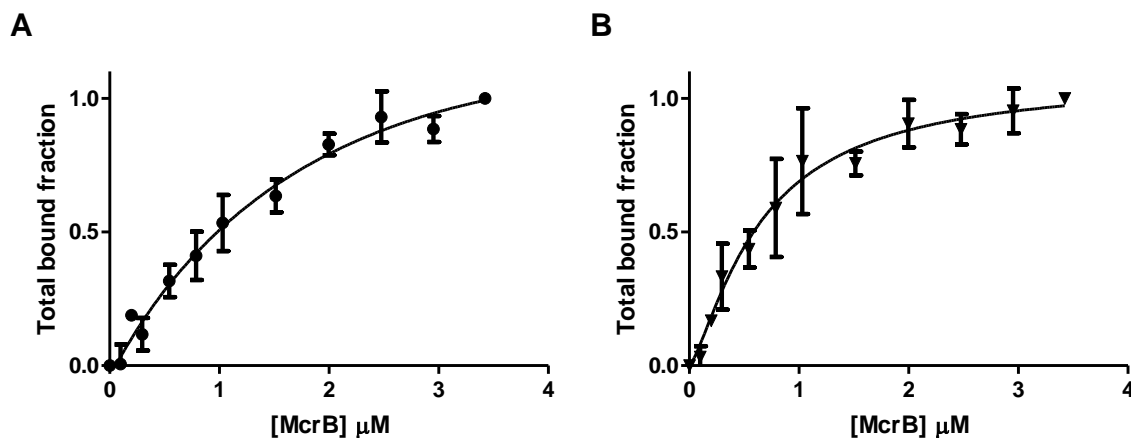 A
Total bound fraction
1.0
0.5
0.0
0 1 2 3 4
[McrB] μM
B
Total bound fraction
1.0
0.5
0.0
0 1 2 3 4
[McrB] μM